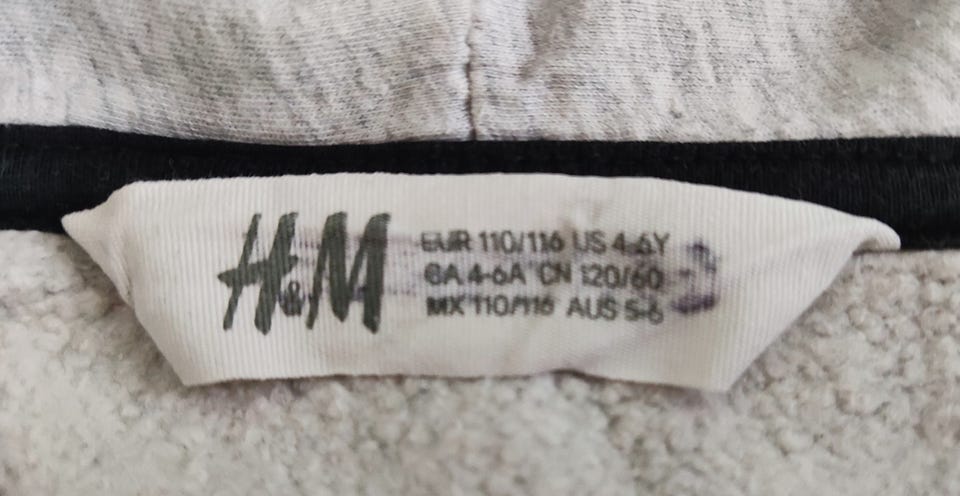 H&M
EUR 110/116 US 4-6Y
CA 4-6A CN 120/60
MX 110/116 AUS 5-6